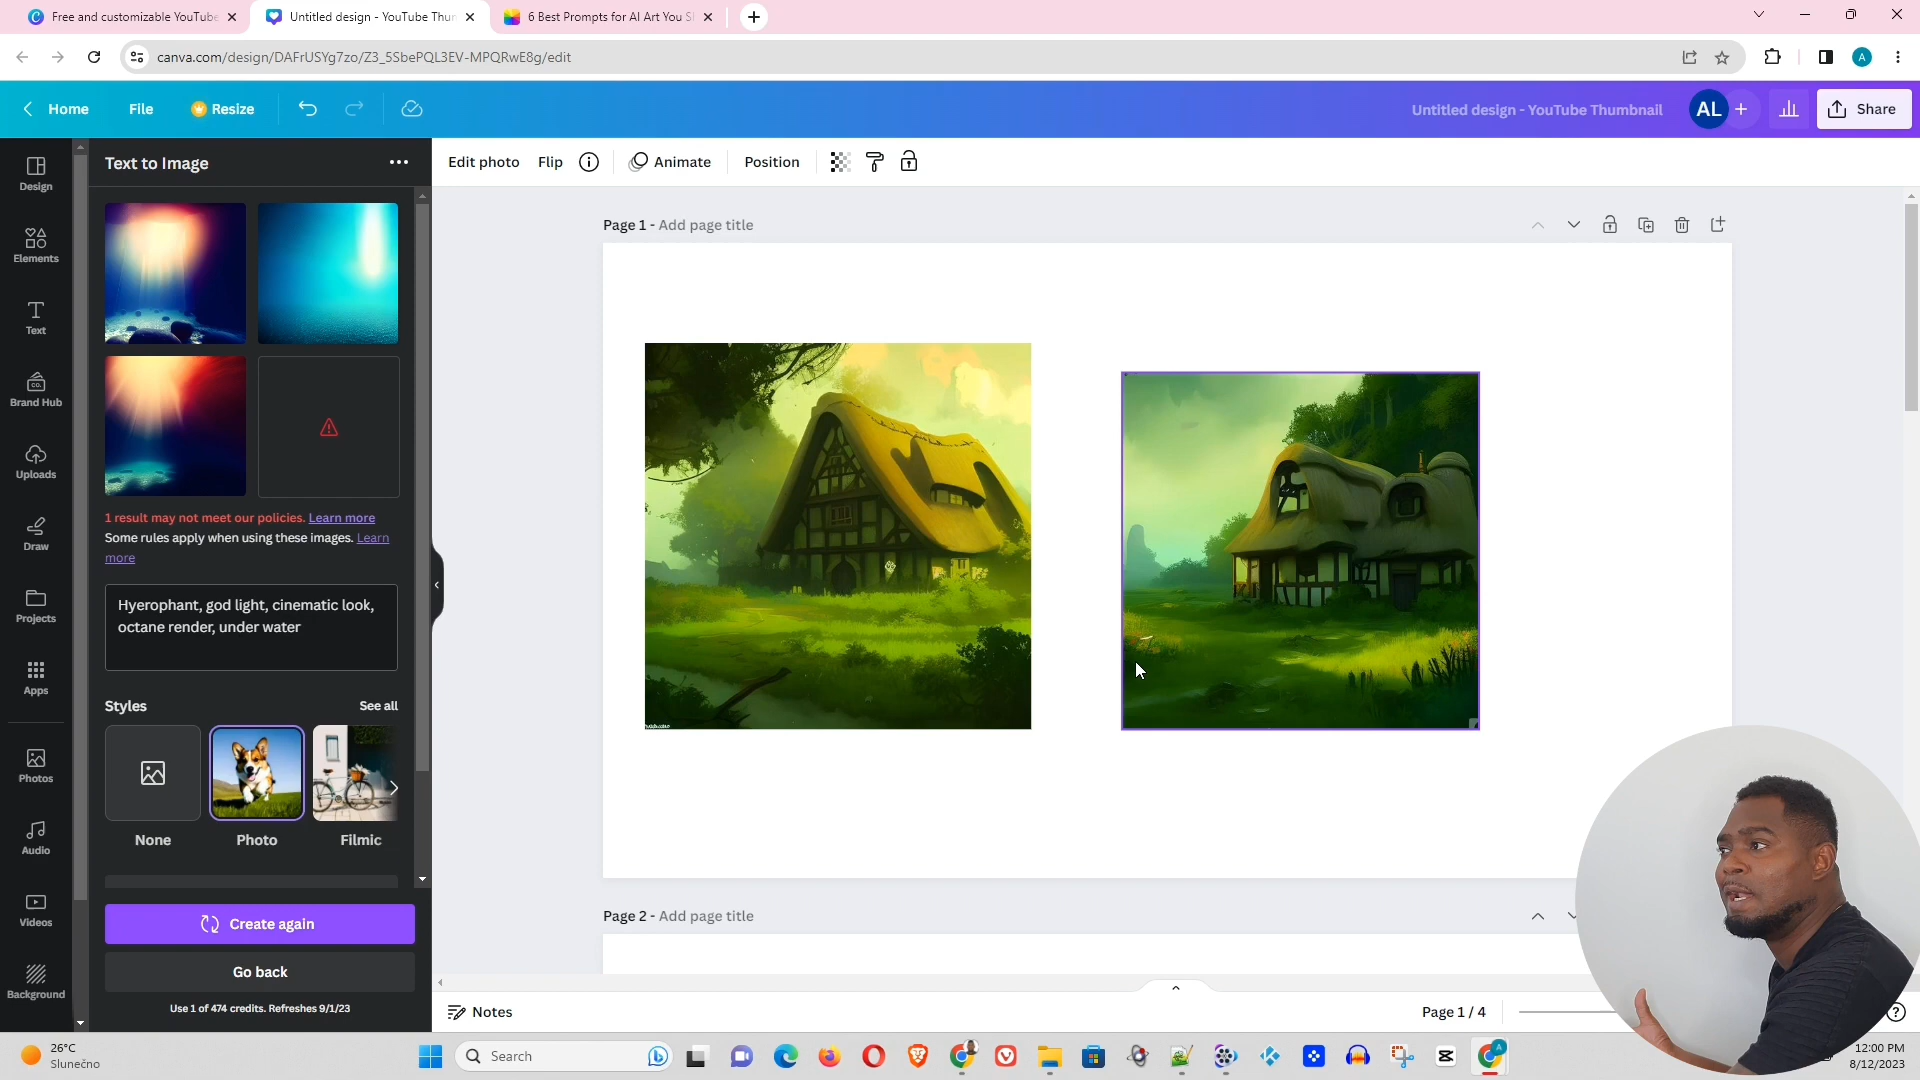 Free and customizable YouTube
Untitled design - YouTube Thun
6 Best Prompts for AI Art You S
canva.com/design/DAFrUSYg7zo/Z3_5SbePQL3EV-MPQRwE8g/edit
A
Home
File
Resize
Untitled design - YouTube Thumbnail
AL
Share
Text to Image
Edit photo
Flip
Animate
Position
Design
Elements
Text
Brand Hub
Uploads
Draw
Projects
Apps
Photos
Audio
Videos
Background
Page 1 - Add page title
1 result may not meet our policies. Learn more
Some rules apply when using these images. Learn
more
Hyerophant, god light, cinematic look,
octane render, under water
Styles
See all
None
Photo
Filmic
Create again
Go back
Use 1 of 474 credits. Refreshes 9/1/23
Page 2 - Add page title
Notes
Page 1 / 4
26°C
Slunečno
Search
12:00 PM
8/12/2023